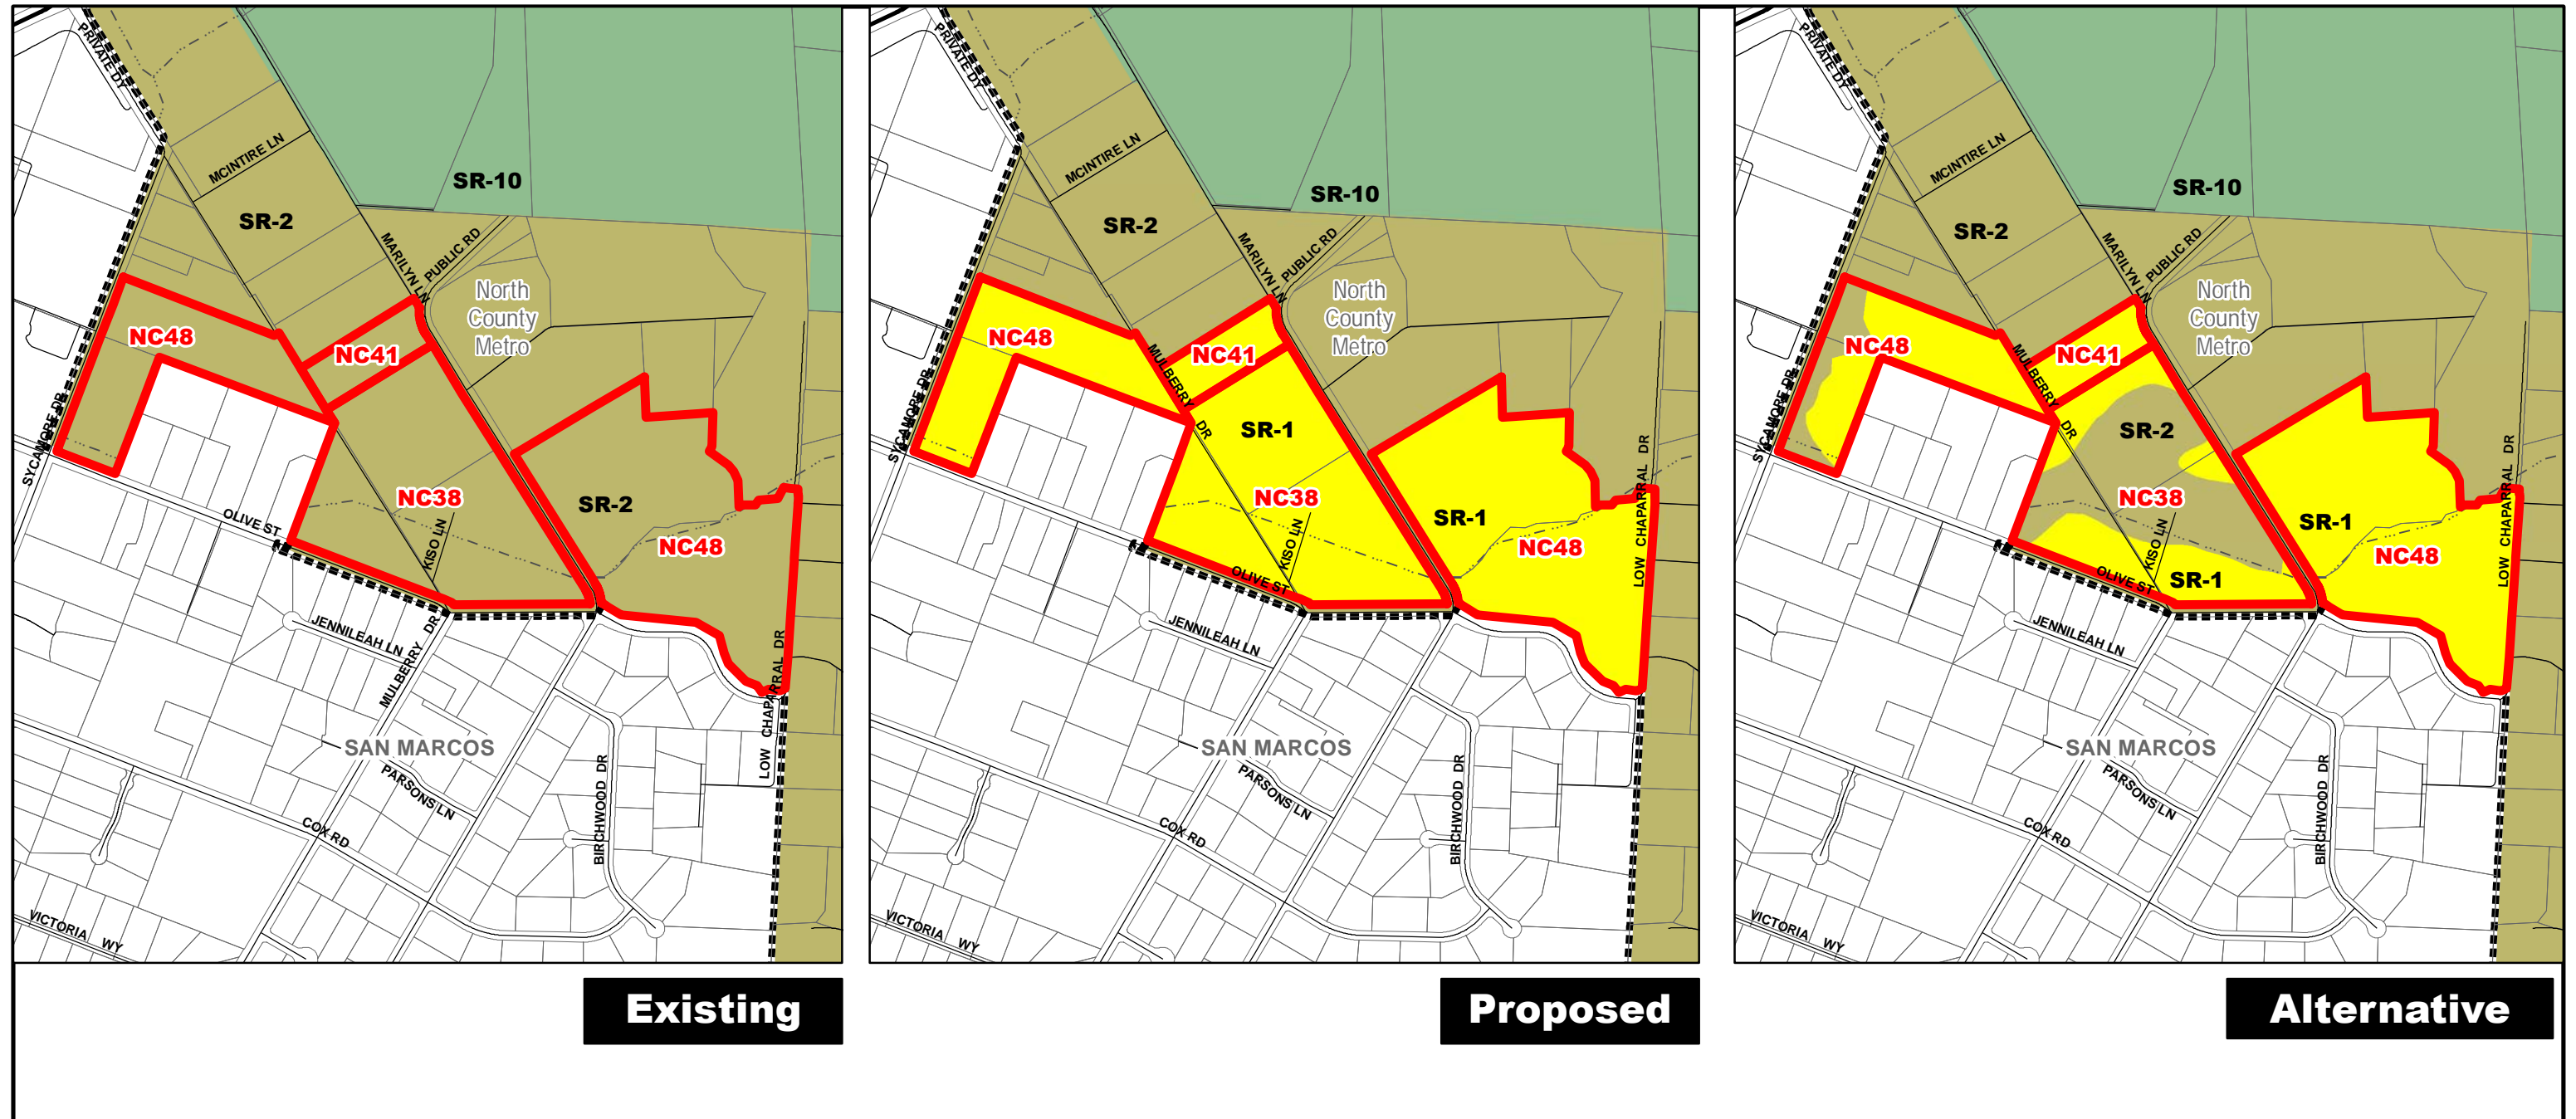 PRIVATE DY
MCINTIRE LN
SR-10
SR-2
MARILYN LN
PUBLIC RD
North
County
Metro
NC48
NC41
SYCAMORE DR
NC38
SR-2
OLIVE ST
KISO LN
NC48
JENNILEAH LN
MULBERRY DR
LOW CHAPARRAL DR
SAN MARCOS
PARSONS LN
BIRCHWOOD DR
COX RD
VICTORIA WY
Existing
PRIVATE DY
MCINTIRE LN
SR-10
SR-2
MARILYN LN
PUBLIC RD
North
County
Metro
NC48
NC41
MULBERRY DR
SYCAMORE DR
SR-1
NC38
SR-1
KISO LN
NC48
LOW CHAPARRAL DR
OLIVE ST
JENNILEAH LN
SAN MARCOS
PARSONS LN
BIRCHWOOD DR
COX RD
VICTORIA WY
Proposed
PRIVATE DY
MCINTIRE LN
SR-10
SR-2
MARILYN LN
PUBLIC RD
North
County
Metro
NC48
NC41
MULBERRY DR
SYCAMORE DR
SR-2
NC38
SR-1
KISO LN
NC48
LOW CHAPARRAL DR
OLIVE ST
SR-1
JENNILEAH LN
SAN MARCOS
PARSONS LN
BIRCHWOOD DR
COX RD
VICTORIA WY
Alternative